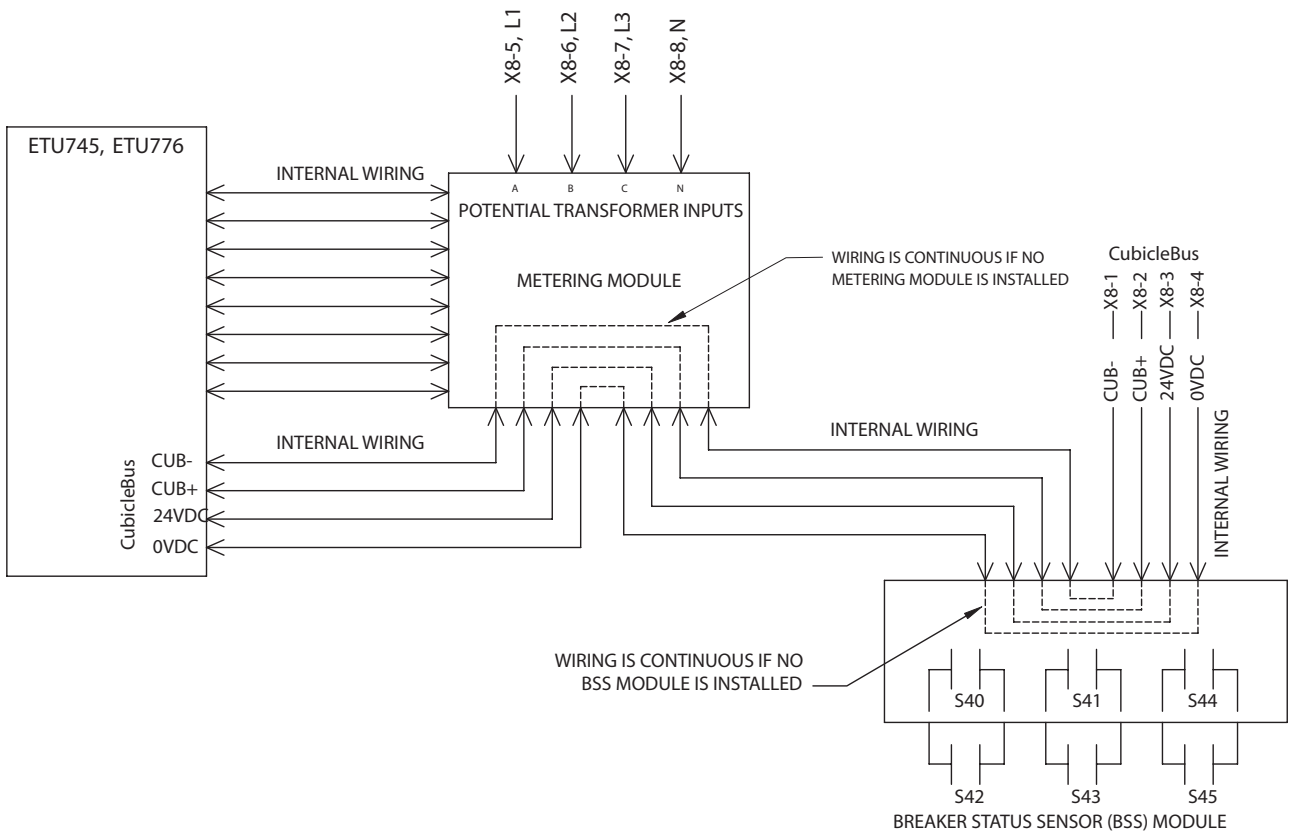 X8-5, L1
X8-6, L2
X8-7, L3
X8-8, N
ETU745, ETU776
INTERNAL WIRING
A
B
C
N
POTENTIAL TRANSFORMER INPUTS
METERING MODULE
WIRING IS CONTINUOUS IF NO
METERING MODULE IS INSTALLED
CubicleBus
X8-1
X8-2
X8-3
X8-4
CUB-
CUB+
24VDC
0VDC
INTERNAL WIRING
INTERNAL WIRING
INTERNAL WIRING
CubicleBus
CUB-
CUB+
24VDC
0VDC
WIRING IS CONTINUOUS IF NO
BSS MODULE IS INSTALLED
S40
S41
S44
S42
S43
S45
BREAKER STATUS SENSOR (BSS) MODULE